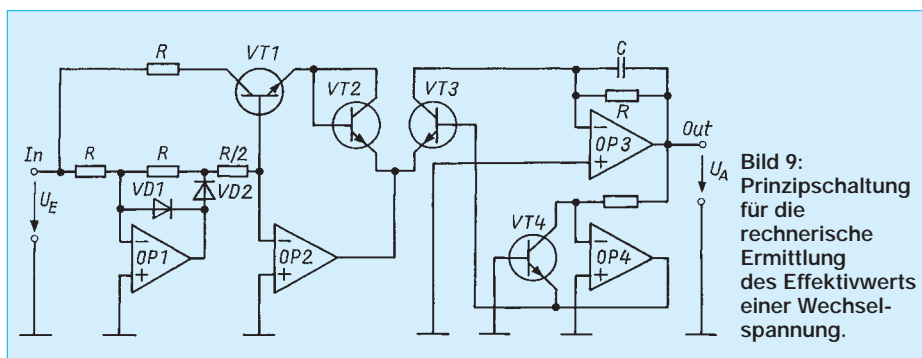 R
VT1
C
VT2
VT3
R
In
R
R
R/2
OP3
Out
VD1
VD2
U_E
U_A
OP1
OP2
VT4
OP4
Bild 9:
Prinzipschaltung
für die
rechnerische
Ermittlung
des Effektivwerts
einer Wechsel-
spannung.